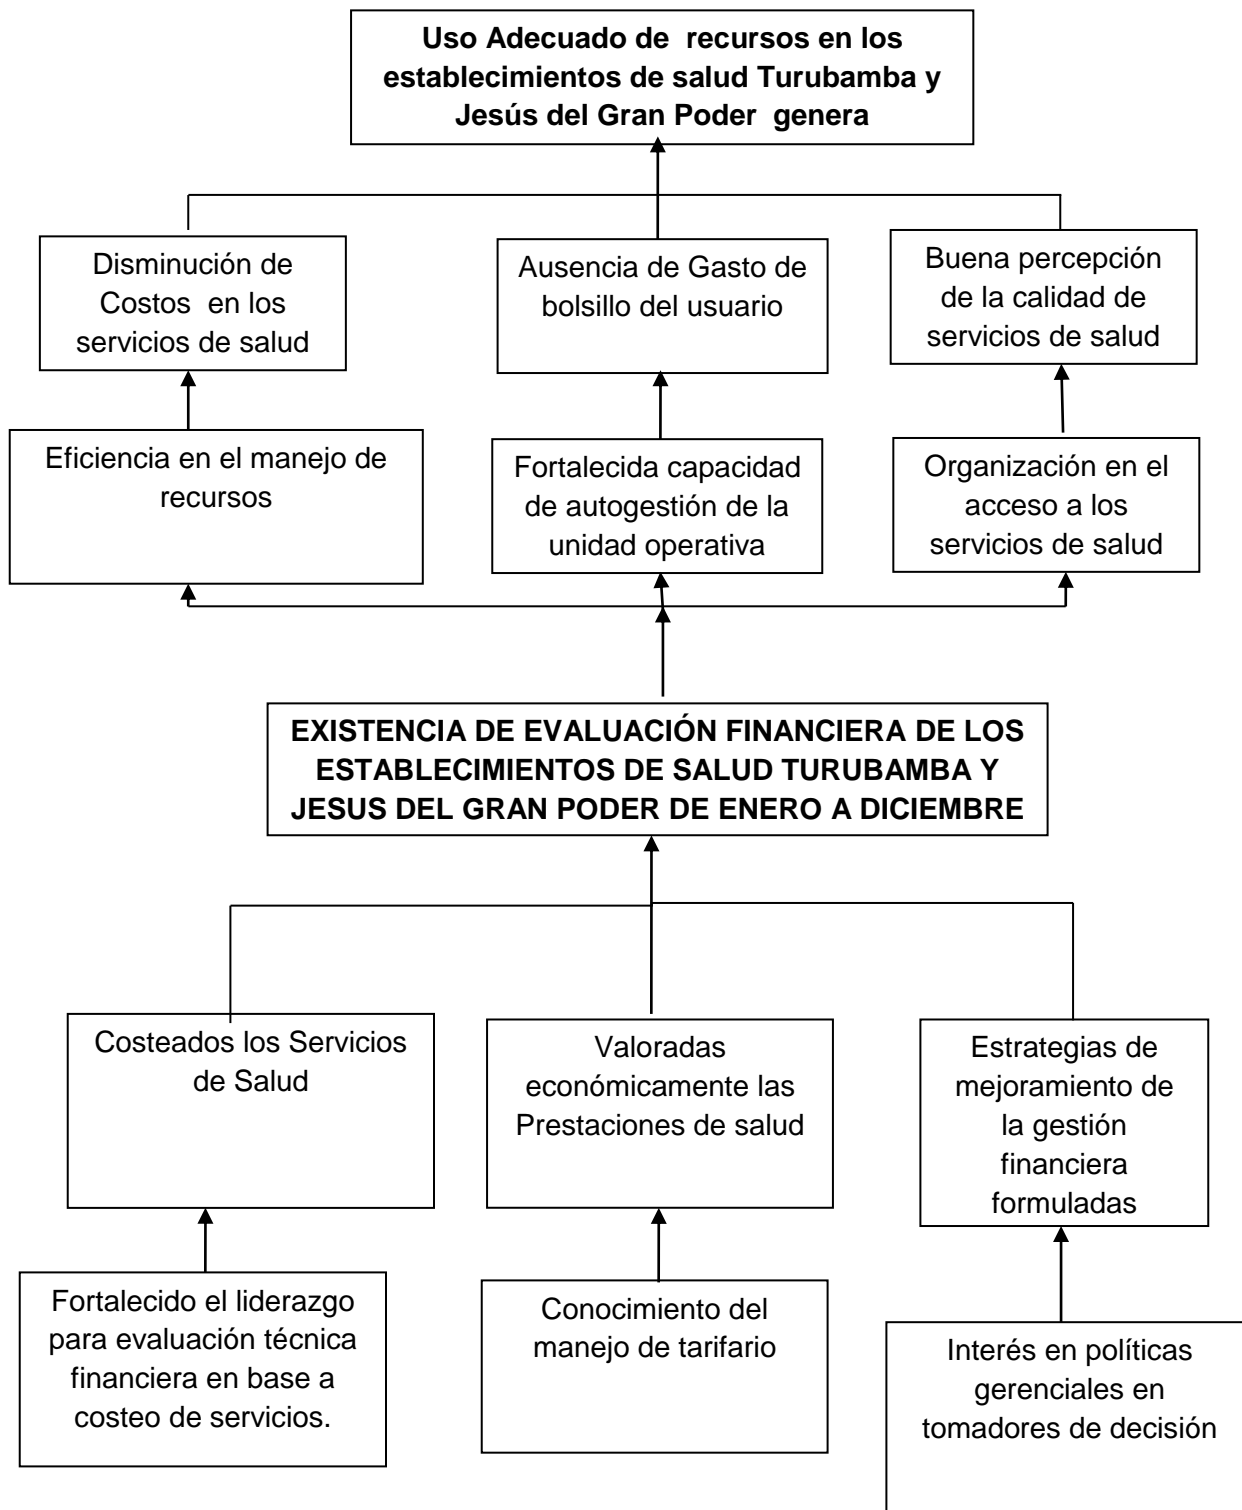 Uso Adecuado de recursos en los
establecimientos de salud Turubamba y
Jesús del Gran Poder genera
Disminución de
Costos en los
servicios de salud
Ausencia de Gasto de
bolsillo del usuario
Buena percepción
de la calidad de
servicios de salud
Eficiencia en el manejo de
recursos
Fortalecida capacidad
de autogestión de la
unidad operativa
Organización en el
acceso a los
servicios de salud
EXISTENCIA DE EVALUACIÓN FINANCIERA DE LOS
ESTABLECIMIENTOS DE SALUD TURUBAMBA Y
JESUS DEL GRAN PODER DE ENERO A DICIEMBRE
Costeados los Servicios
de Salud
Valoradas
económicamente las
Prestaciones de salud
Estrategias de
mejoramiento de
la gestión
financiera
formuladas
Fortalecido el liderazgo
para evaluación técnica
financiera en base a
costeo de servicios.
Conocimiento del
manejo de tarifario
Interés en políticas
gerenciales en
tomadores de decisión